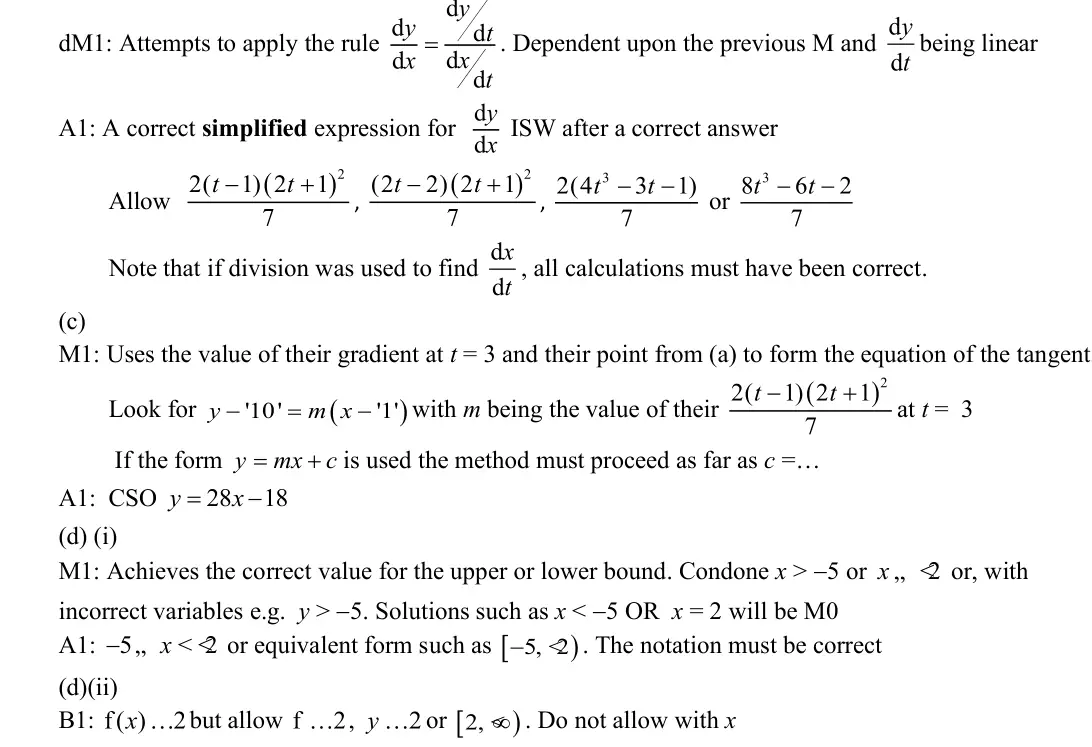 dM1: Attempts to apply the rule dy/dx = (dy/dt)/(dx/dt). Dependent upon the previous M and dy/dt being linear
A1: A correct simplified expression for dy/dx ISW after a correct answer
Allow 2(t−1)(2t+1)²/7, (2t−2)(2t+1)²/7, 2(4t³−3t−1)/7 or 8t³−6t−2/7
Note that if division was used to find dx/dt, all calculations must have been correct.
(c)
M1: Uses the value of their gradient at t = 3 and their point from (a) to form the equation of the tangent
Look for y−'10' = m(x−'1') with m being the value of their 2(t−1)(2t+1)²/7 at t = 3
If the form y = mx + c is used the method must proceed as far as c =…
A1: CSO y = 28x−18
(d) (i)
M1: Achieves the correct value for the upper or lower bound. Condone x > −5 or x ,, <2 or, with
incorrect variables e.g. y > −5. Solutions such as x < −5 OR x = 2 will be M0
A1: −5 ,, x < <2 or equivalent form such as [−5, <2). The notation must be correct
(d)(ii)
B1: f(x) …2 but allow f …2, y …2 or [2, ∞). Do not allow with x